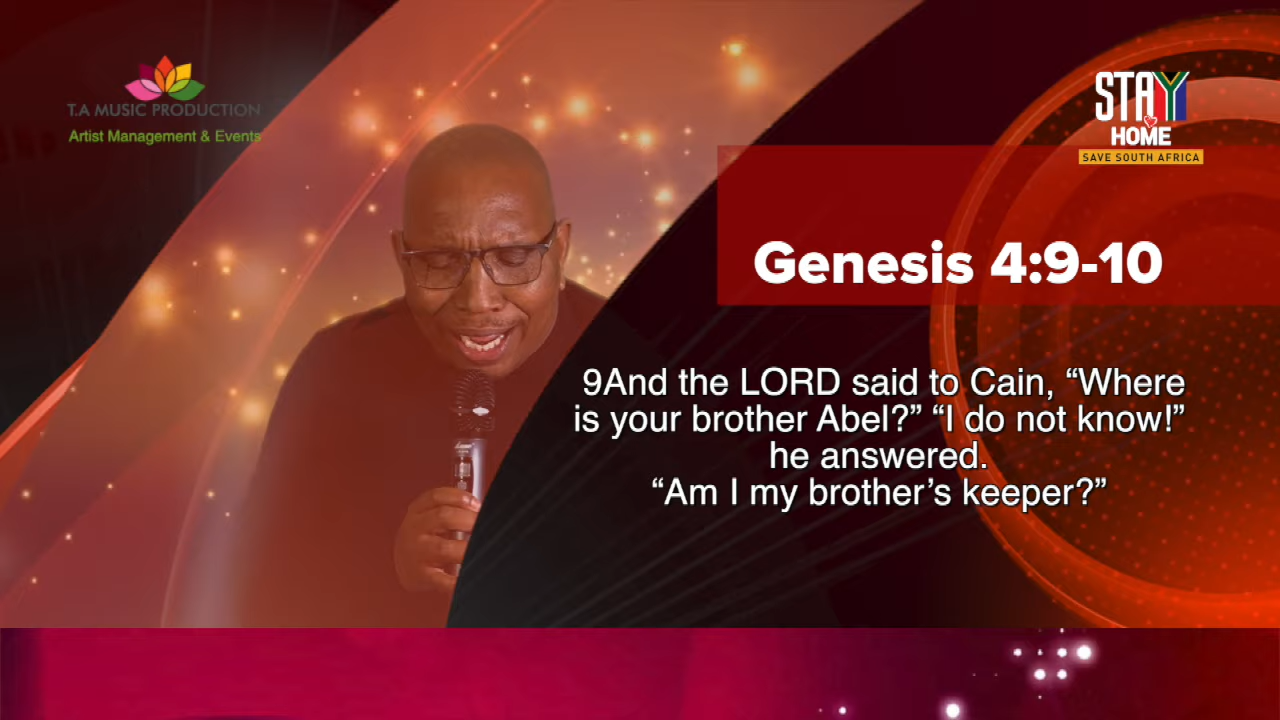 T.A MUSIC PRODUCTION
Artist Management & Events
STAY
HOME
SAVE SOUTH AFRICA
Genesis 4:9-10
9And the LORD said to Cain, “Where
is your brother Abel?” “I do not know!”
he answered.
“Am I my brother’s keeper?”